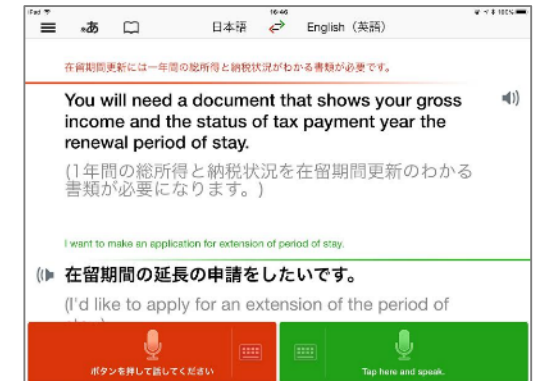 iPad
16:46
100%
あ
日本語
English（英語）
在留期間更新には一年間の総所得と納税状況がわかる書類が必要です。
You will need a document that shows your gross
income and the status of tax payment year the
renewal period of stay.
(1年間の総所得と納税状況を在留期間更新のわかる
書類が必要になります。)
I want to make an application for extension of period of stay.
在留期間の延長の申請をしたいです。
(I'd like to apply for an extension of the period of
ボタンを押して話してください
Tap here and speak.